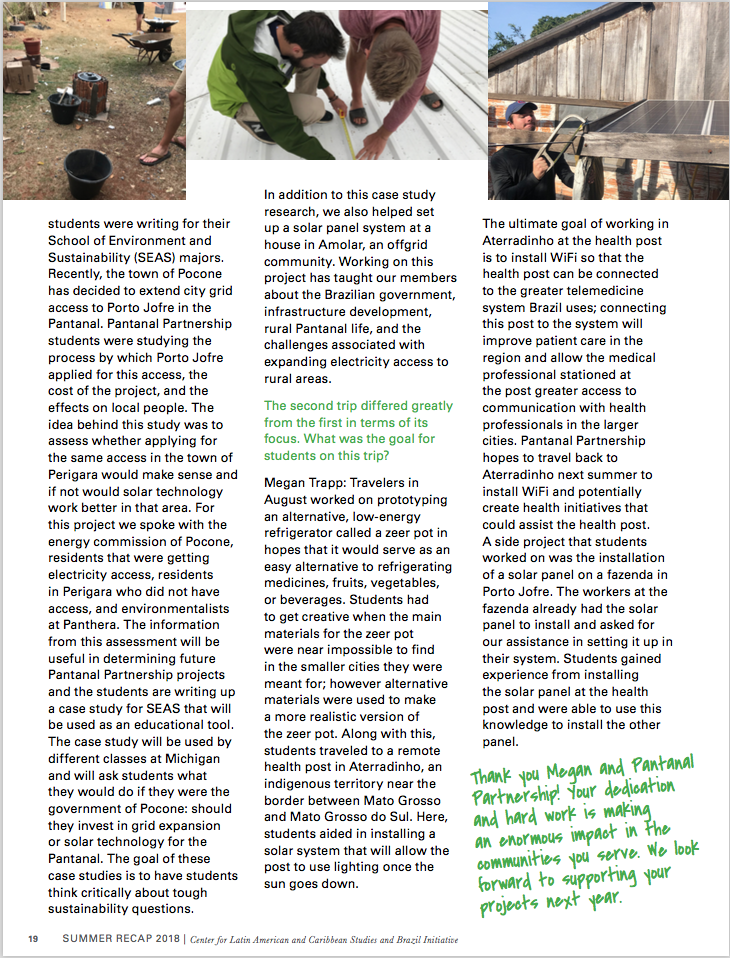 students were writing for their
School of Environment and
Sustainability (SEAS) majors.
Recently, the town of Pocone
has decided to extend city grid
access to Porto Jofre in the
Pantanal. Pantanal Partnership
students were studying the
process by which Porto Jofre
applied for this access, the
cost of the project, and the
effects on local people. The
idea behind this study was to
assess whether applying for
the same access in the town of
Perigara would make sense and
if not would solar technology
work better in that area. For
this project we spoke with the
energy commission of Pocone,
residents that were getting
electricity access, residents
in Perigara who did not have
access, and environmentalists
at Panthera. The information
from this assessment will be
useful in determining future
Pantanal Partnership projects
and the students are writing up
a case study for SEAS that will
be used as an educational tool.
The case study will be used by
different classes at Michigan
and will ask students what
they would do if they were the
government of Pocone: should
they invest in grid expansion
or solar technology for the
Pantanal. The goal of these
case studies is to have students
think critically about tough
sustainability questions.
In addition to this case study
research, we also helped set
up a solar panel system at a
house in Amolar, an offgrid
community. Working on this
project has taught our members
about the Brazilian government,
infrastructure development,
rural Pantanal life, and the
challenges associated with
expanding electricity access to
rural areas.
The second trip differed greatly
from the first in terms of its
focus. What was the goal for
students on this trip?
Megan Trapp: Travelers in
August worked on prototyping
an alternative, low-energy
refrigerator called a zeer pot in
hopes that it would serve as an
easy alternative to refrigerating
medicines, fruits, vegetables,
or beverages. Students had
to get creative when the main
materials for the zeer pot
were near impossible to find
in the smaller cities they were
meant for; however alternative
materials were used to make
a more realistic version of
the zeer pot. Along with this,
students traveled to a remote
health post in Aterradinho, an
indigenous territory near the
border between Mato Grosso
and Mato Grosso do Sul. Here,
students aided in installing a
solar system that will allow the
post to use lighting once the
sun goes down.
The ultimate goal of working in
Aterradinho at the health post
is to install WiFi so that the
health post can be connected
to the greater telemedicine
system Brazil uses; connecting
this post to the system will
improve patient care in the
region and allow the medical
professional stationed at
the post greater access to
communication with health
professionals in the larger
cities. Pantanal Partnership
hopes to travel back to
Aterradinho next summer to
install WiFi and potentially
create health initiatives that
could assist the health post.
A side project that students
worked on was the installation
of a solar panel on a fazenda in
Porto Jofre. The workers at the
fazenda already had the solar
panel to install and asked for
our assistance in setting it up in
their system. Students gained
experience from installing
the solar panel at the health
post and were able to use this
knowledge to install the other
panel.
Thank you Megan and Pantanal
Partnership! Your dedication
and hard work is making
an enormous impact in the
communities you serve. We look
forward to supporting your
projects next year.
19 SUMMER RECAP 2018 | Center for Latin American and Caribbean Studies and Brazil Initiative